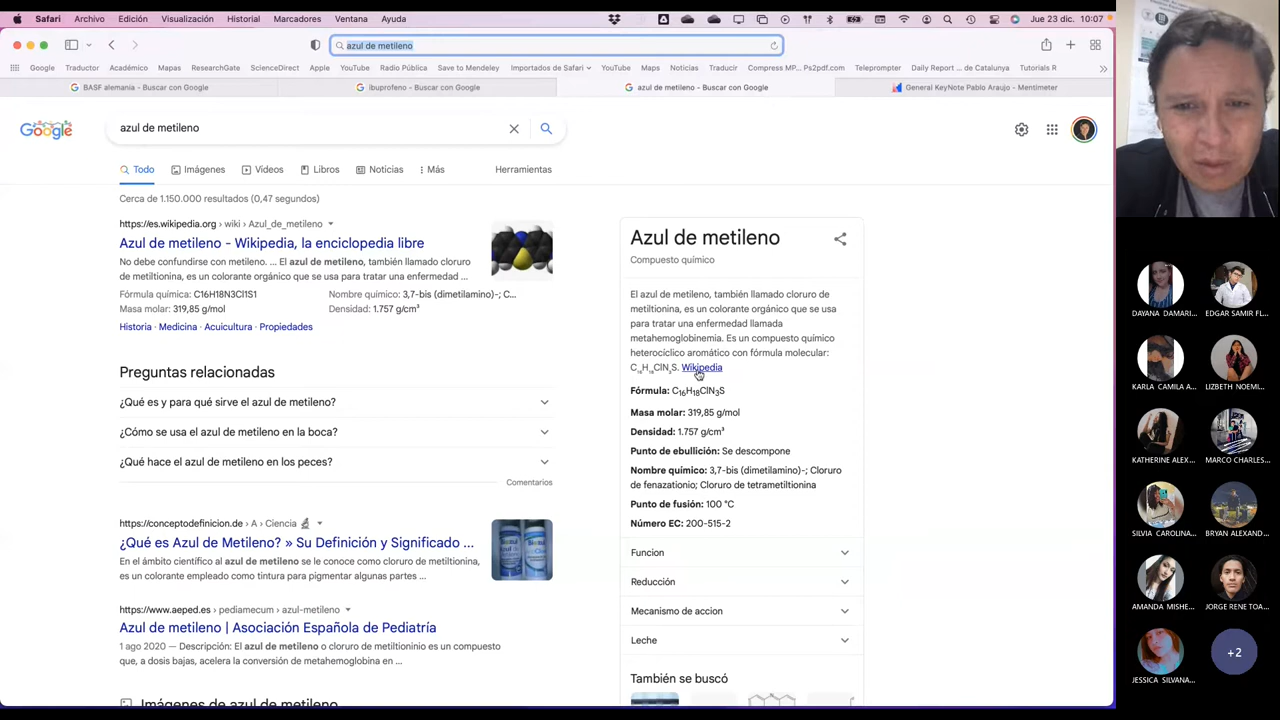 Safari Archivo Edición Visualización Historial Marcadores Ventana Ayuda
Jue 23 dic. 10:07
azul de metileno
Google Traductor Académico Mapas ResearchGate ScienceDirect Apple YouTube Radio Pública Save to Mendeley Importados de Safari YouTube Maps Noticias Traducir Compress MP... Ps2pdf.com Teleprompter Daily Report ... de Catalunya Tutorials R
BASF alemania - Buscar con Google
ibuprofeno - Buscar con Google
azul de metileno - Buscar con Google
General KeyNote Pablo Araujo - Mentimeter
Google
azul de metileno
Todo Imágenes Videos Libros Noticias Más Herramientas
Cerca de 1.150.000 resultados (0,47 segundos)
https://es.wikipedia.org › wiki › Azul_de_metileno
Azul de metileno - Wikipedia, la enciclopedia libre
No debe confundirse con metileno. ... El azul de metileno, también llamado cloruro
de metiltionina, es un colorante orgánico que se usa para tratar una enfermedad ...
Fórmula química: C16H18N3Cl1S1
Nombre químico: 3,7-bis (dimetilamino)-; C...
Masa molar: 319,85 g/mol
Densidad: 1.757 g/cm³
Historia · Medicina · Acuicultura · Propiedades
Preguntas relacionadas
¿Qué es y para qué sirve el azul de metileno?
¿Cómo se usa el azul de metileno en la boca?
¿Qué hace el azul de metileno en los peces?
Comentarios
https://conceptodefinicion.de › A › Ciencia
¿Qué es Azul de Metileno? » Su Definición y Significado ...
En el ámbito científico al azul de metileno se le conoce como cloruro de metiltionina,
es un colorante empleado como tintura para pigmentar algunas partes ...
https://www.aeped.es › pediamecum › azul-metileno
Azul de metileno | Asociación Española de Pediatría
1 ago 2020 — Descripción: El azul de metileno o cloruro de metiltioninio es un compuesto
que, a dosis bajas, acelera la conversión de metahemoglobina en ...
Imágenes de azul de metileno
Azul de metileno
Compuesto químico
El azul de metileno, también llamado cloruro de
metiltionina, es un colorante orgánico que se usa
para tratar una enfermedad llamada
metahemoglobinemia. Es un compuesto químico
heterocíclico aromático con fórmula molecular:
C₁₆H₁₈ClN₃S. Wikipedia
Fórmula: C₁₆H₁₈ClN₃S
Masa molar: 319,85 g/mol
Densidad: 1.757 g/cm³
Punto de ebullición: Se descompone
Nombre químico: 3,7-bis (dimetilamino)-; Cloruro
de fenazationio; Cloruro de tetrametiltionina
Punto de fusión: 100 °C
Número EC: 200-515-2
Funcion
Reducción
Mecanismo de accion
Leche
También se buscó
DAYANA DAMARI...
EDGAR SAMIR FL...
KARLA CAMILA A...
LIZBETH NOEMI...
KATHERINE ALEX...
MARCO CHARLES...
SILVIA CAROLINA...
BRYAN ALEXAND...
AMANDA MISHE...
JORGE RENE TOA...
JESSICA SILVANA...
+2